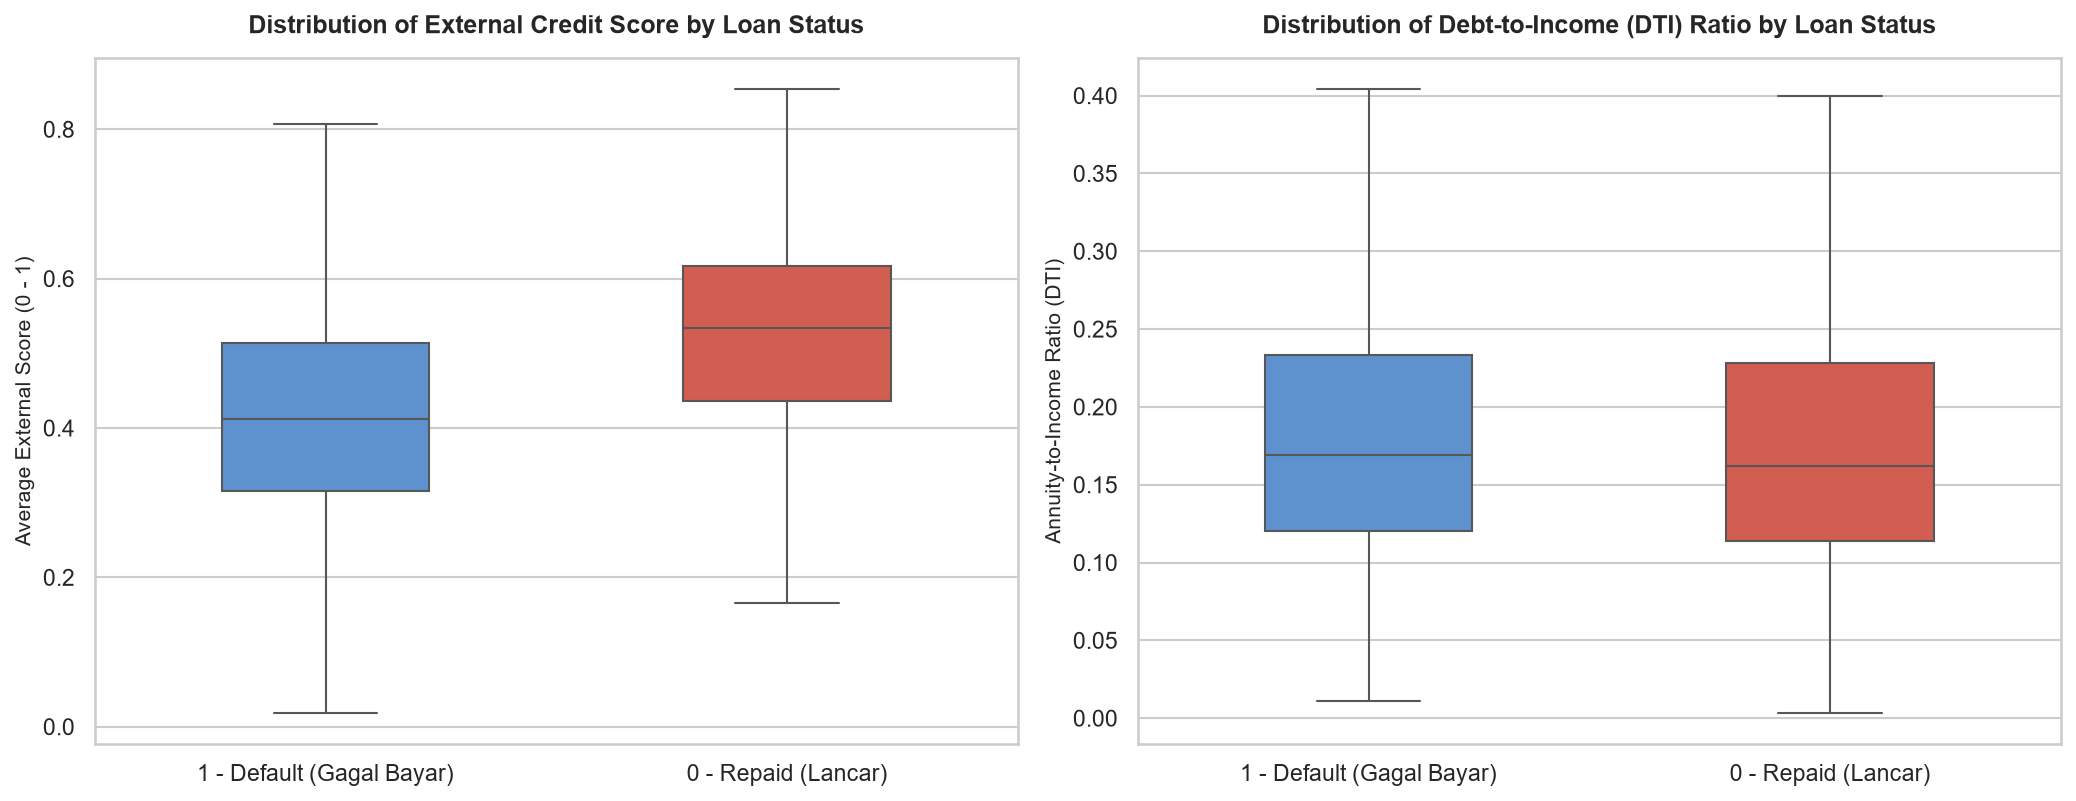 Distribution of External Credit Score by Loan Status
Average External Score (0 - 1)
0.8
0.6
0.4
0.2
0.0
1 - Default (Gagal Bayar)
0 - Repaid (Lancar)
Distribution of Debt-to-Income (DTI) Ratio by Loan Status
Annuity-to-Income Ratio (DTI)
0.40
0.35
0.30
0.25
0.20
0.15
0.10
0.05
0.00
1 - Default (Gagal Bayar)
0 - Repaid (Lancar)